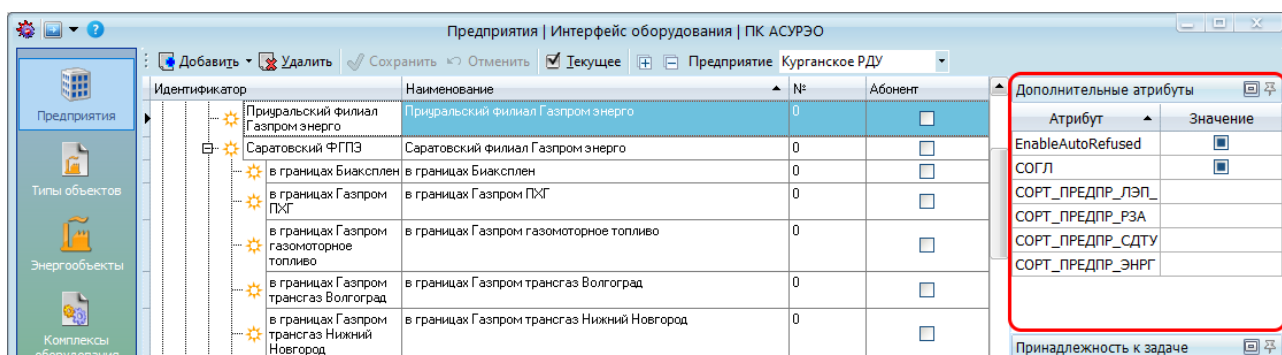 Предприятия | Интерфейс оборудования | ПК АСУРЭО
Добавить Удалить Сохранить Отменить Текущее Предприятие Курганское РДУ
Предприятия
Типы объектов
Энергообъекты
Комплексы
оборудования
Идентификатор Наименование № Абонент
Приуральский филиал
Газпром энерго
Приуральский филиал Газпром энерго 0
Саратовский ФГПЭ Саратовский филиал Газпром энерго 0
в границах Биаксплен в границах Биаксплен 0
в границах Газпром
ПХГ
в границах Газпром ПХГ 0
в границах Газпром
газомоторное
топливо
в границах Газпром газомоторное топливо 0
в границах Газпром
трансгаз Волгоград
в границах Газпром трансгаз Волгоград 0
в границах Газпром
трансгаз Нижний
Новгород
в границах Газпром трансгаз Нижний Новгород 0
Дополнительные атрибуты
Атрибут Значение
EnableAutoRefused
СОГЛ
СОРТ_ПРЕДПР_ЛЭП_
СОРТ_ПРЕДПР_РЗА
СОРТ_ПРЕДПР_СДТУ
СОРТ_ПРЕДПР_ЭНРГ
Принадлежность к задаче